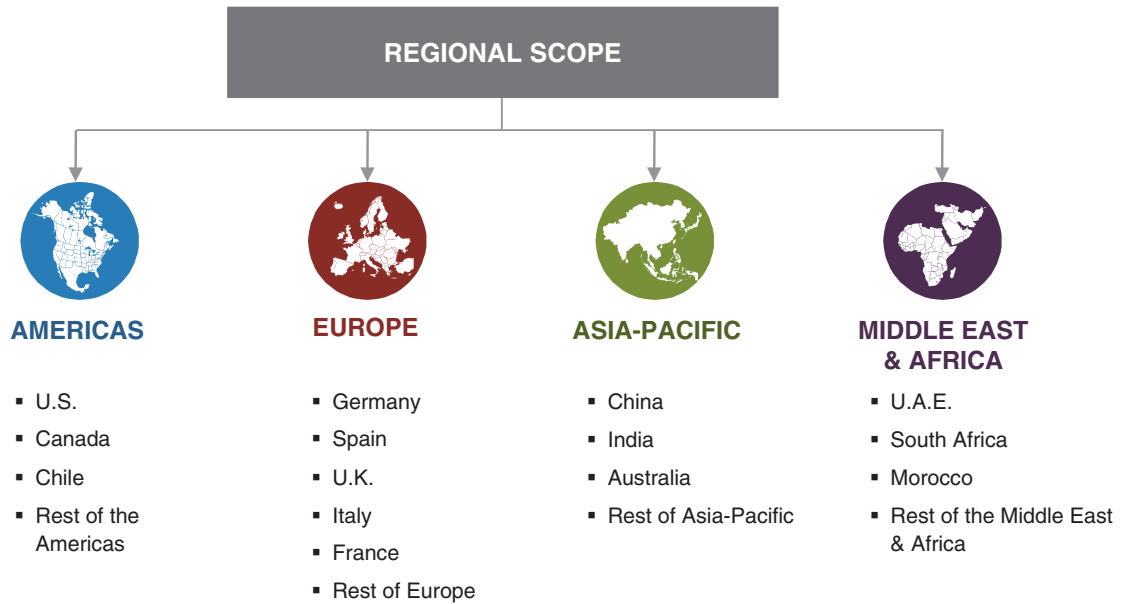 REGIONAL SCOPE
AMERICAS
▪ U.S.
▪ Canada
▪ Chile
▪ Rest of the
Americas
EUROPE
▪ Germany
▪ Spain
▪ U.K.
▪ Italy
▪ France
▪ Rest of Europe
ASIA-PACIFIC
▪ China
▪ India
▪ Australia
▪ Rest of Asia-Pacific
MIDDLE EAST
& AFRICA
▪ U.A.E.
▪ South Africa
▪ Morocco
▪ Rest of the Middle East
& Africa